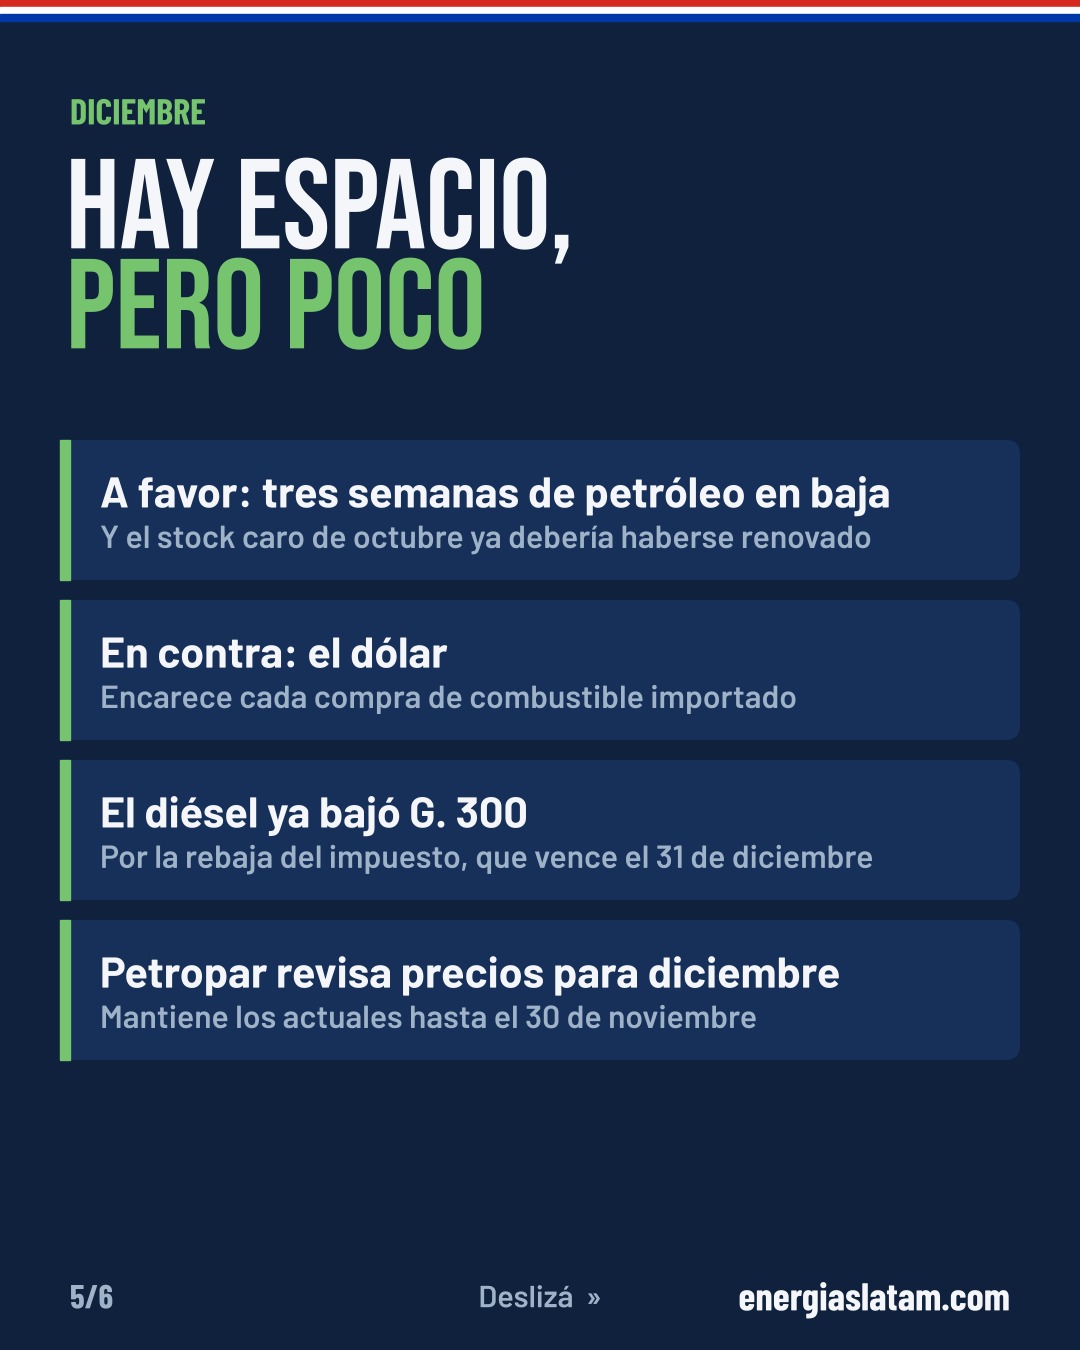 DICIEMBRE
HAY ESPACIO,
PERO POCO
A favor: tres semanas de petróleo en baja
Y el stock caro de octubre ya debería haberse renovado
En contra: el dólar
Encarece cada compra de combustible importado
El diésel ya bajó G. 300
Por la rebaja del impuesto, que vence el 31 de diciembre
Petropar revisa precios para diciembre
Mantiene los actuales hasta el 30 de noviembre
5/6
Deslizá »
energiaslatam.com